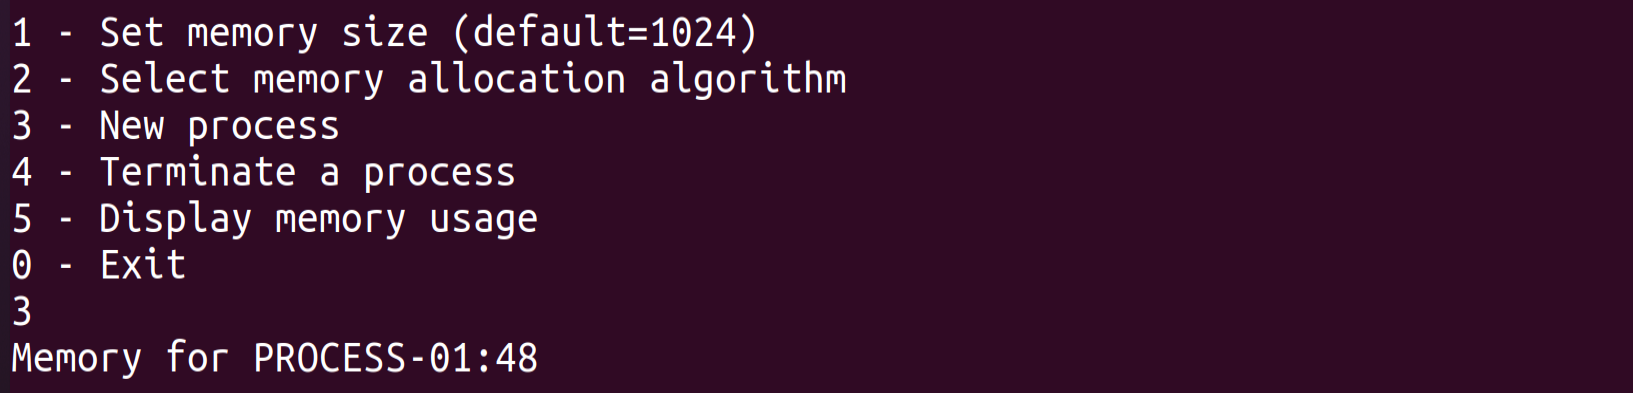 1 - Set memory size (default=1024)
2 - Select memory allocation algorithm
3 - New process
4 - Terminate a process
5 - Display memory usage
0 - Exit
3
Memory for PROCESS-01:48